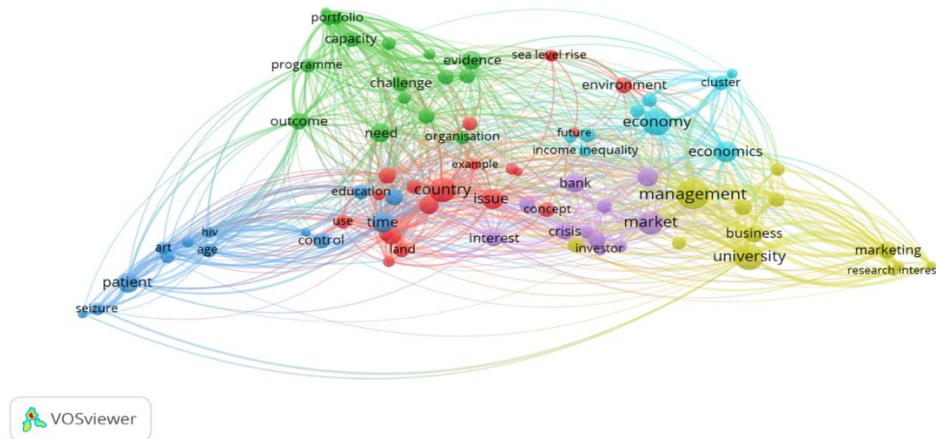 portfolio
capacity
programme
evidence
challenge
sea level rise
environment
cluster
outcome
need
organisation
future
economy
income inequality
economics
example
education
country
issue
bank
management
use
time
concept
market
hiv
art
age
control
land
interest
crisis
investor
business
university
marketing
research interes
patient
seizure
VOSviewer